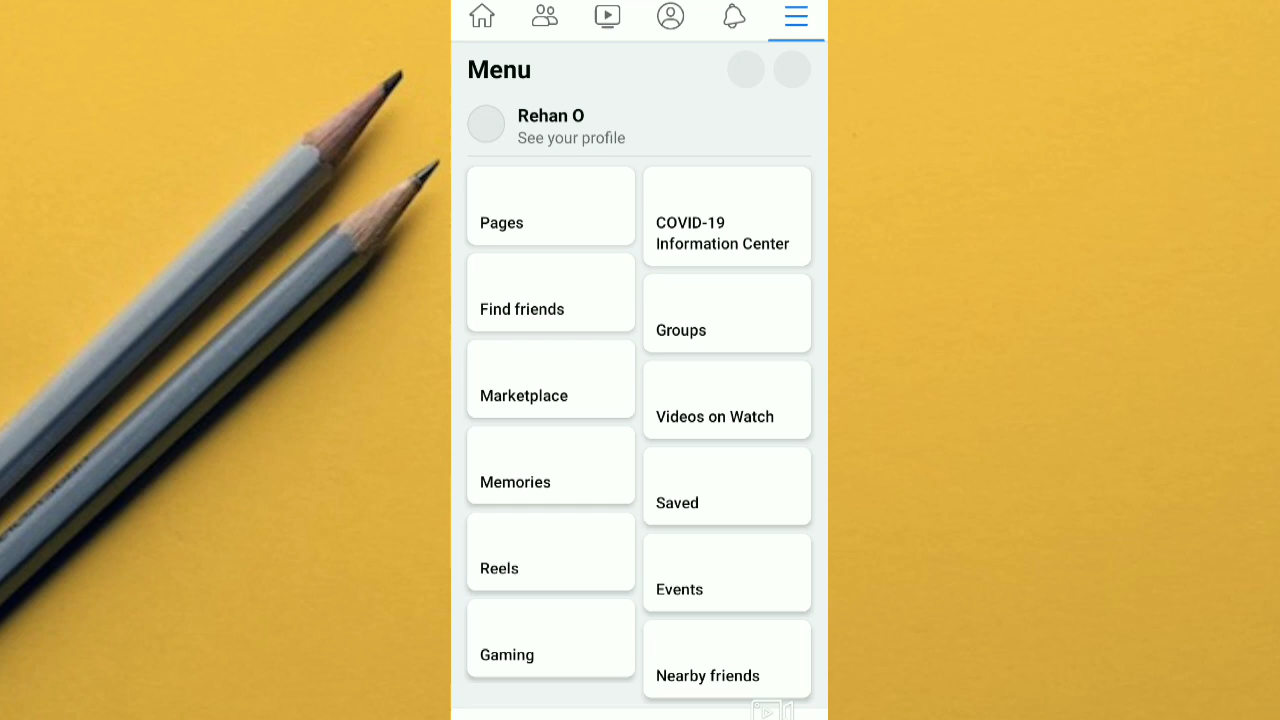 Menu
Rehan O
See your profile
Pages
COVID-19
Information Center
Find friends
Groups
Marketplace
Videos on Watch
Memories
Saved
Reels
Events
Gaming
Nearby friends